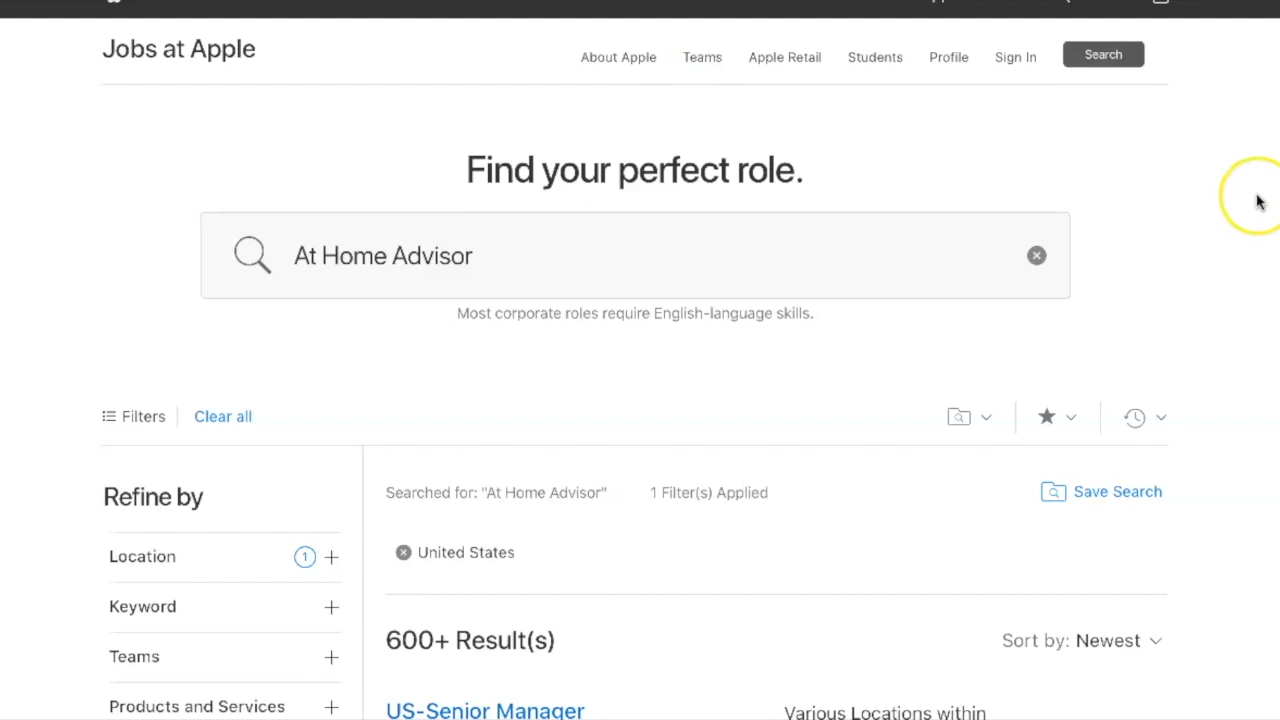 Jobs at Apple
About Apple Teams Apple Retail Students Profile Sign In Search
Find your perfect role.
At Home Advisor
Most corporate roles require English-language skills.
Filters Clear all
Refine by
Searched for: "At Home Advisor" 1 Filter(s) Applied Save Search
Location 1
United States
Keyword
600+ Result(s) Sort by: Newest
Teams
Products and Services
US-Senior Manager Various Locations within